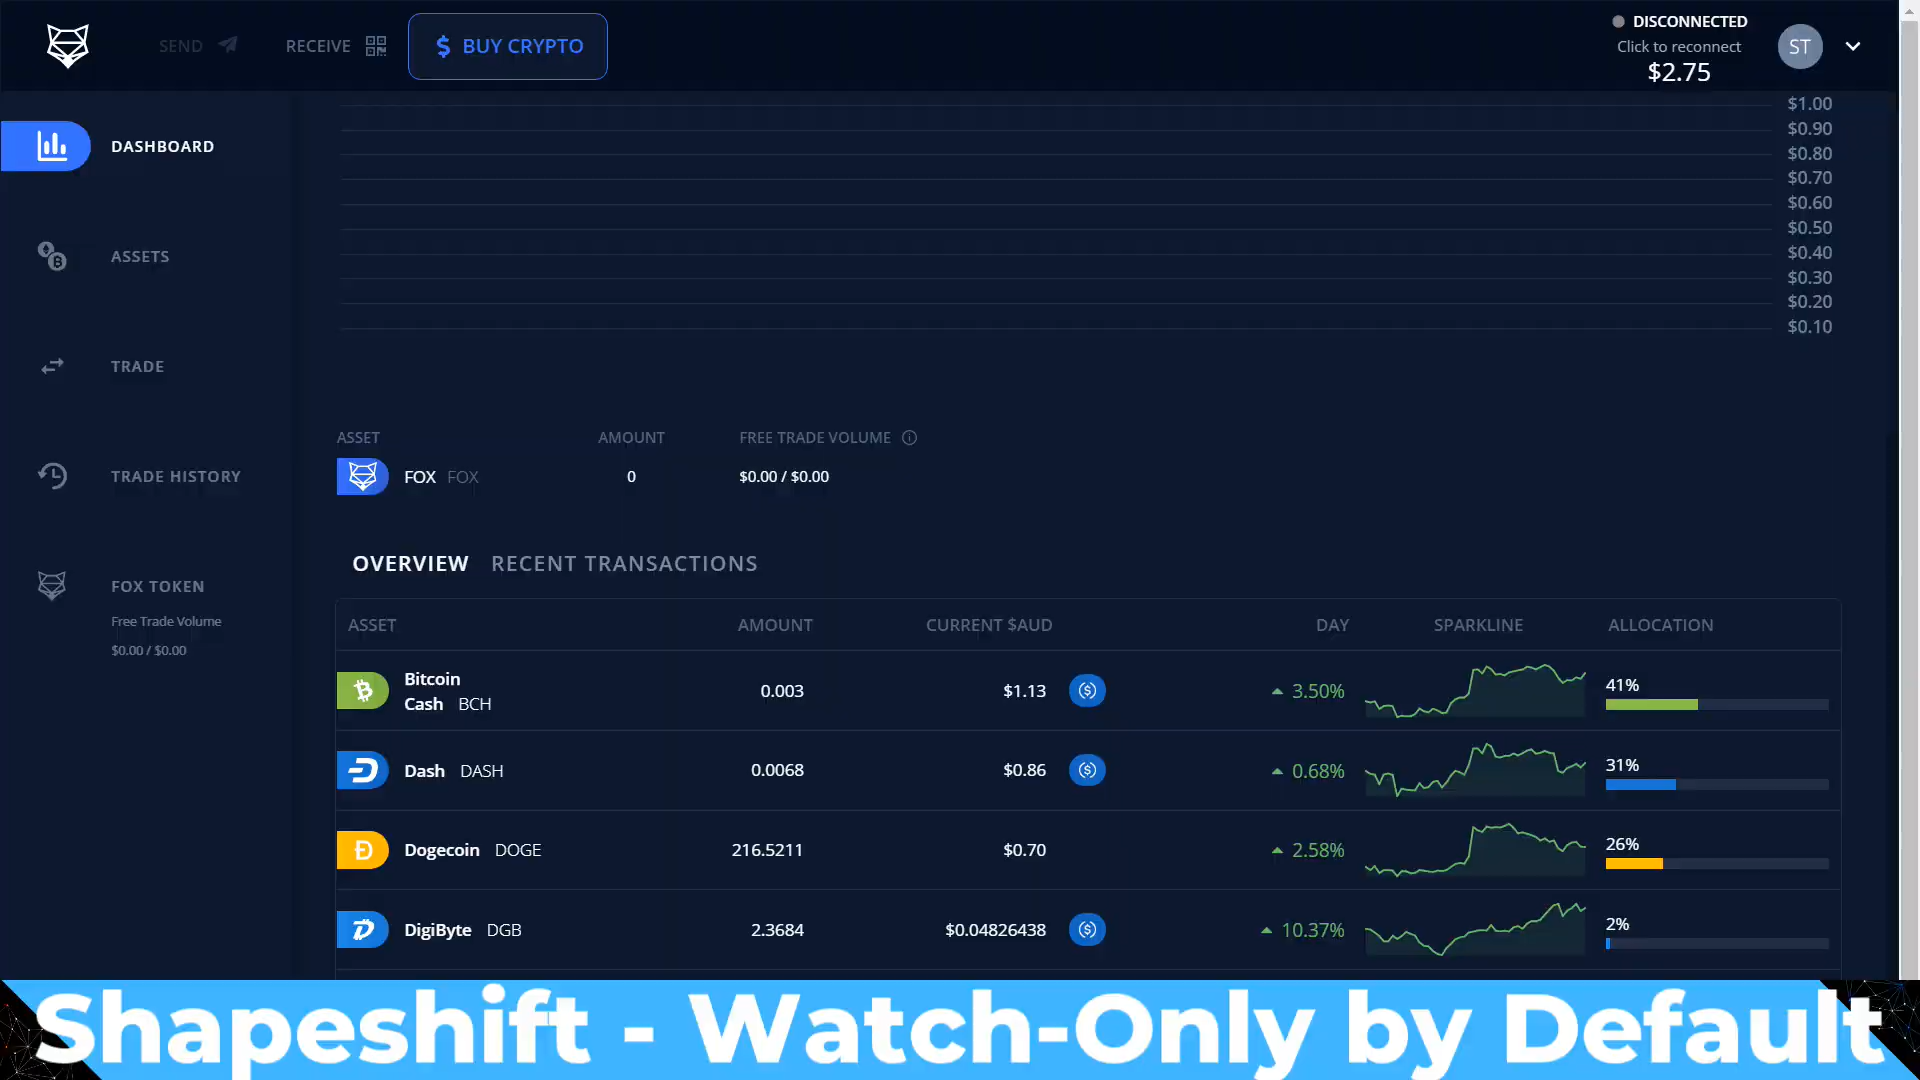 SEND
RECEIVE
$ BUY CRYPTO
DISCONNECTED
Click to reconnect
$2.75
ST
DASHBOARD
ASSETS
TRADE
TRADE HISTORY
FOX TOKEN
Free Trade Volume
$0.00 / $0.00
$1.00
$0.90
$0.80
$0.70
$0.60
$0.50
$0.40
$0.30
$0.20
$0.10
ASSET AMOUNT FREE TRADE VOLUME
FOX FOX 0 $0.00 / $0.00
OVERVIEW RECENT TRANSACTIONS
ASSET AMOUNT CURRENT $AUD DAY SPARKLINE ALLOCATION
Bitcoin
Cash BCH 0.003 $1.13 3.50% 41%
Dash DASH 0.0068 $0.86 0.68% 31%
Dogecoin DOGE 216.5211 $0.70 2.58% 26%
DigiByte DGB 2.3684 $0.04826438 10.37% 2%
Shapeshift - Watch-Only by Default